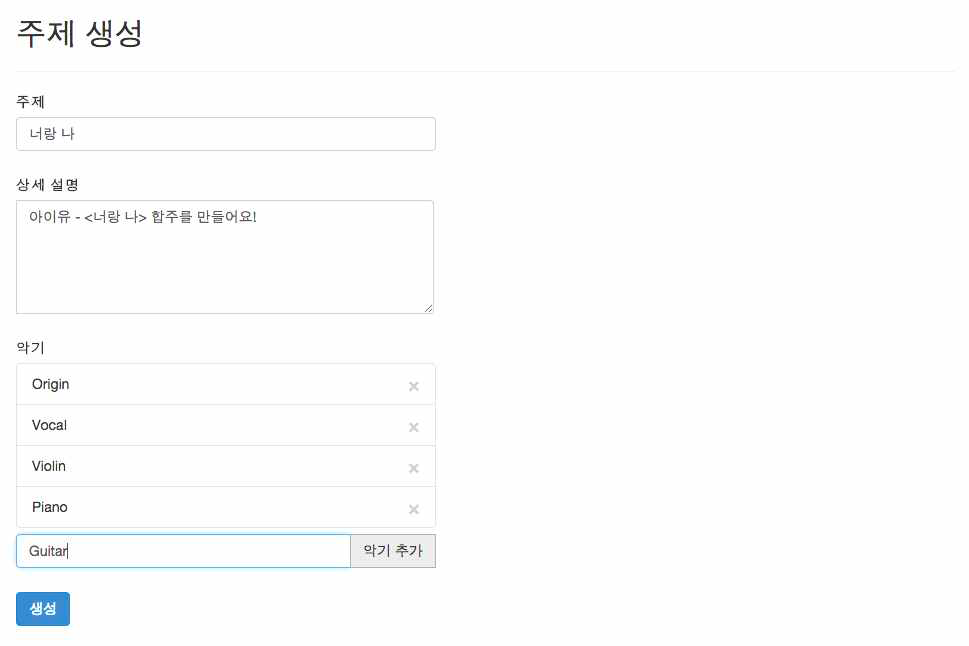 주제 생성
주제
너랑 나
상세 설명
아이유 - <너랑 나> 합주를 만들어요!
악기
Origin ×
Vocal ×
Violin ×
Piano ×
Guitar 악기 추가
생성